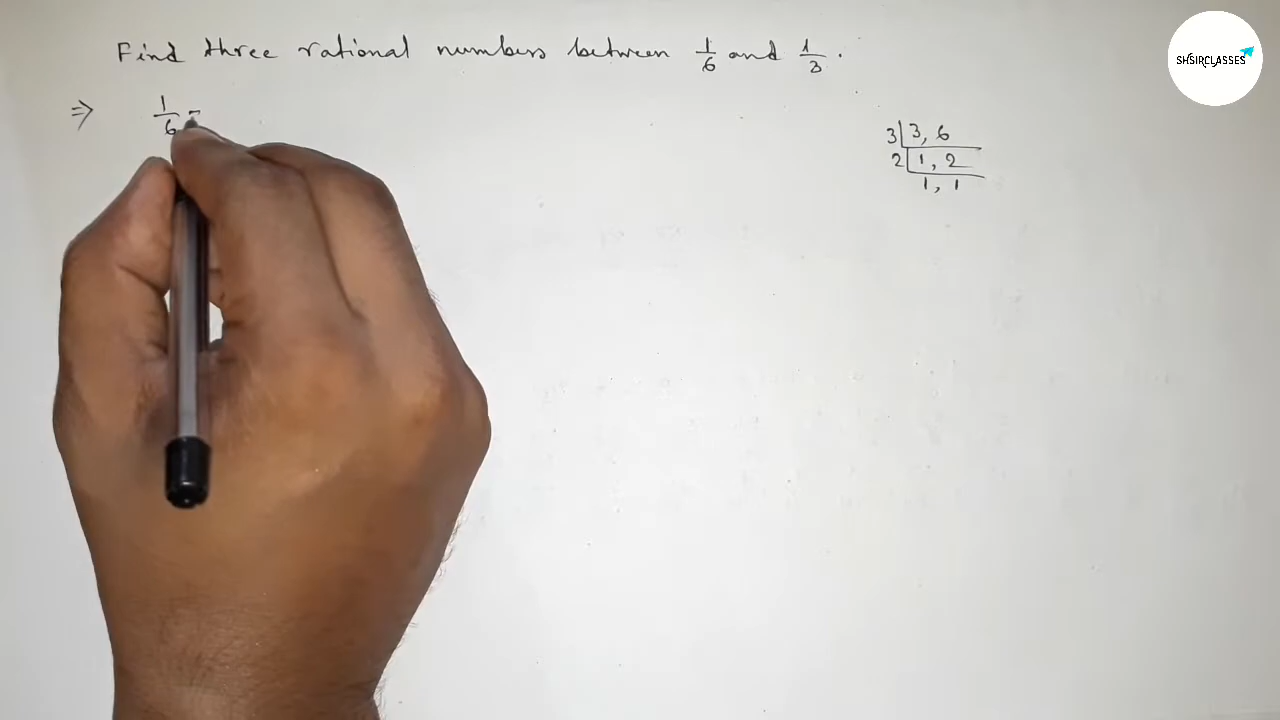 Find three rational numbers between 1/6 and 1/3.
SHSIRCLASSES
⇒ 1/6 =
3 | 3, 6
2 | 1, 2
1, 1